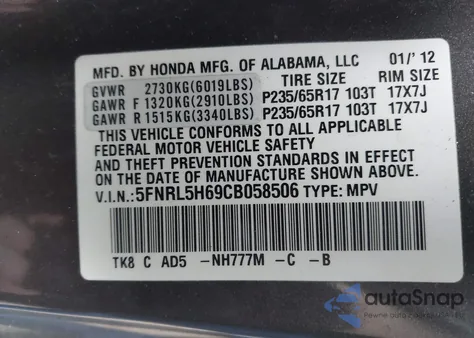 MFD. BY HONDA MFG. OF ALABAMA, LLC 01/'12
GVWR 2730KG(6019LBS) TIRE SIZE RIM SIZE
GAWR F 1320KG(2910LBS) P235/65R17 103T 17X7J
GAWR R 1515KG(3340LBS) P235/65R17 103T 17X7J
THIS VEHICLE CONFORMS TO ALL APPLICABLE
FEDERAL MOTOR VEHICLE SAFETY
AND THEFT PREVENTION STANDARDS IN EFFECT
ON THE DATE OF MANUFACTURE SHOWN ABOVE.
V.I.N.:5FNRL5H69CB058506 TYPE: MPV
TK8 C AD5 -NH777M -C -B
autoSnap